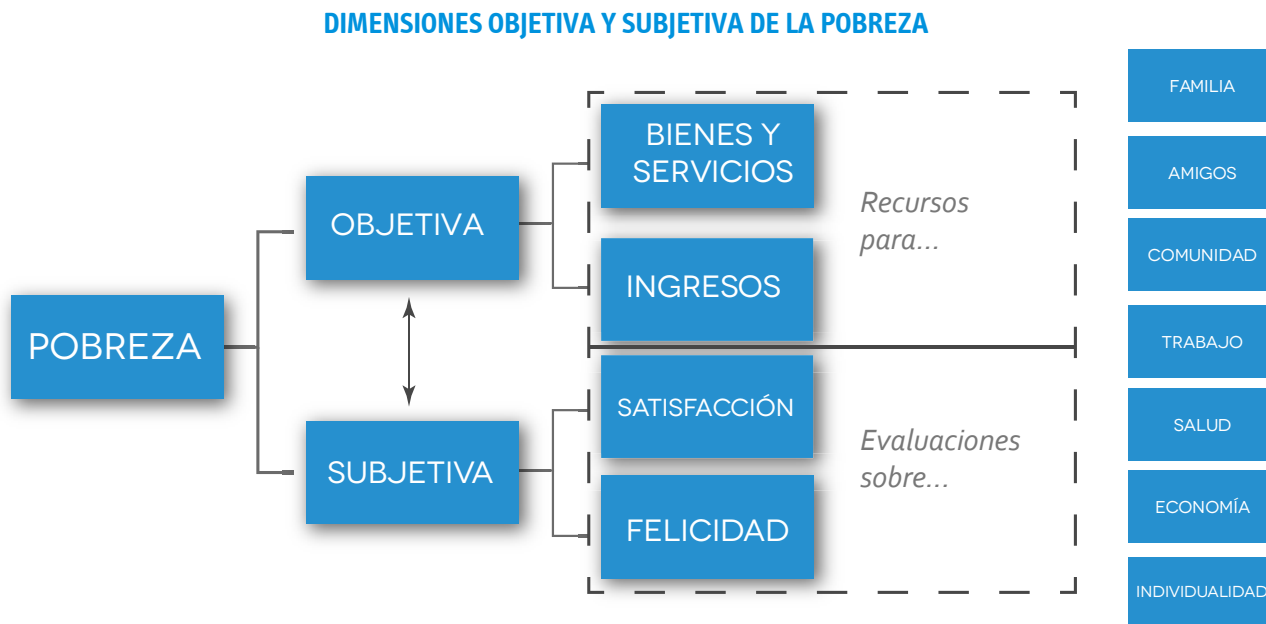 DIMENSIONES OBJETIVA Y SUBJETIVA DE LA POBREZA
POBREZA
OBJETIVA
SUBJETIVA
BIENES Y
SERVICIOS
INGRESOS
SATISFACCIÓN
FELICIDAD
Recursos
para...
Evaluaciones
sobre...
FAMILIA
AMIGOS
COMUNIDAD
TRABAJO
SALUD
ECONOMÍA
INDIVIDUALIDAD